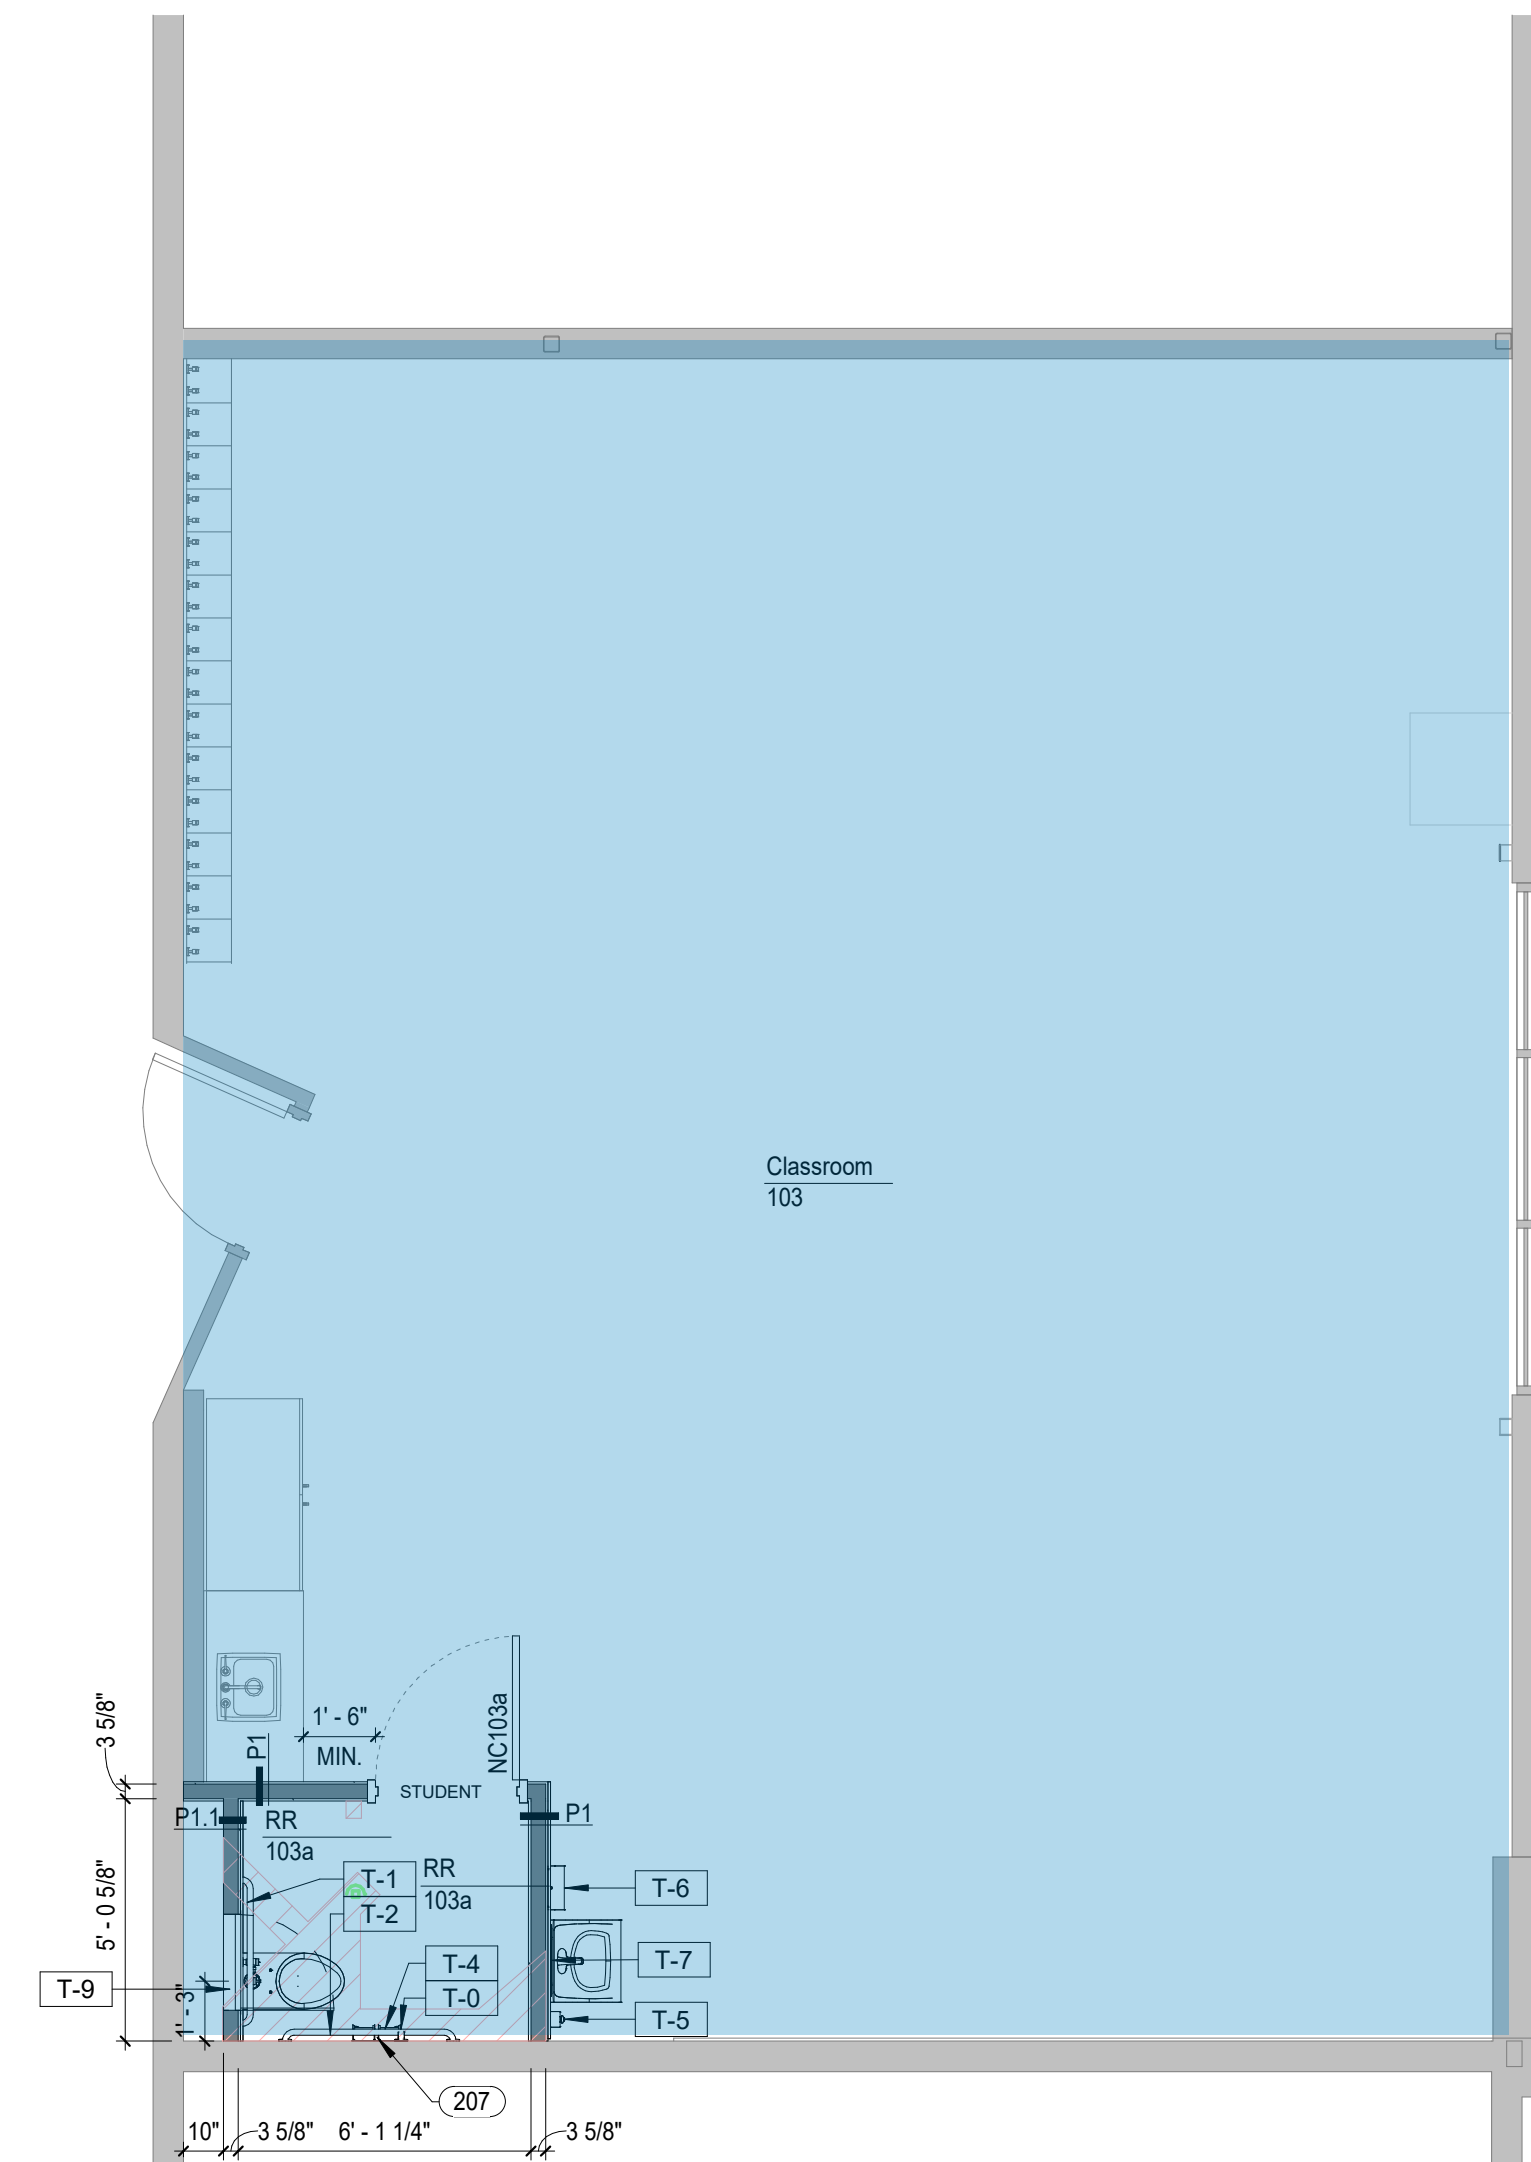 Classroom
103
3 5/8"
1' - 6"
MIN.
NC103a
P1
STUDENT
P1.1
RR
103a
P1
5' - 0 5/8"
T-1
RR
103a
T-6
T-2
T-4
T-7
T-9
T-0
1' - 3"
T-5
207
10"
3 5/8"
6' - 1 1/4"
3 5/8"